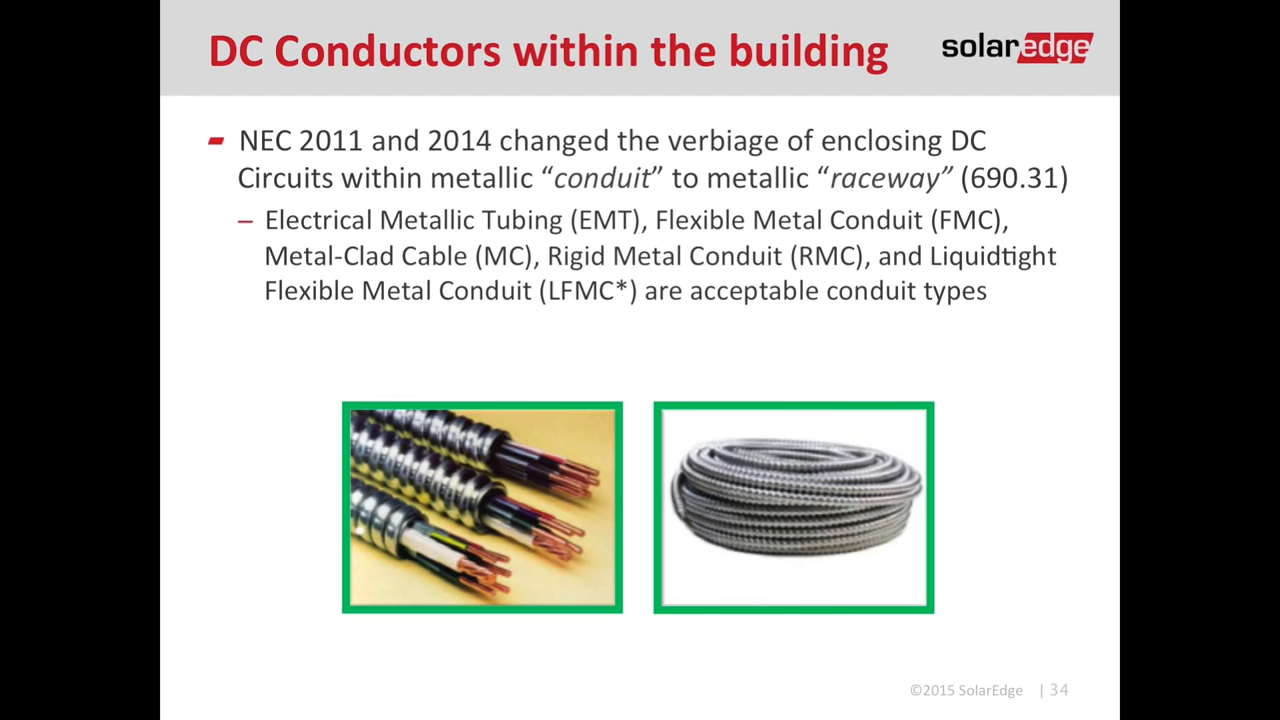 DC Conductors within the building
solaredge
NEC 2011 and 2014 changed the verbiage of enclosing DC
Circuits within metallic “conduit” to metallic “raceway” (690.31)
– Electrical Metallic Tubing (EMT), Flexible Metal Conduit (FMC),
Metal-Clad Cable (MC), Rigid Metal Conduit (RMC), and Liquidtight
Flexible Metal Conduit (LFMC*) are acceptable conduit types
©2015 SolarEdge | 34